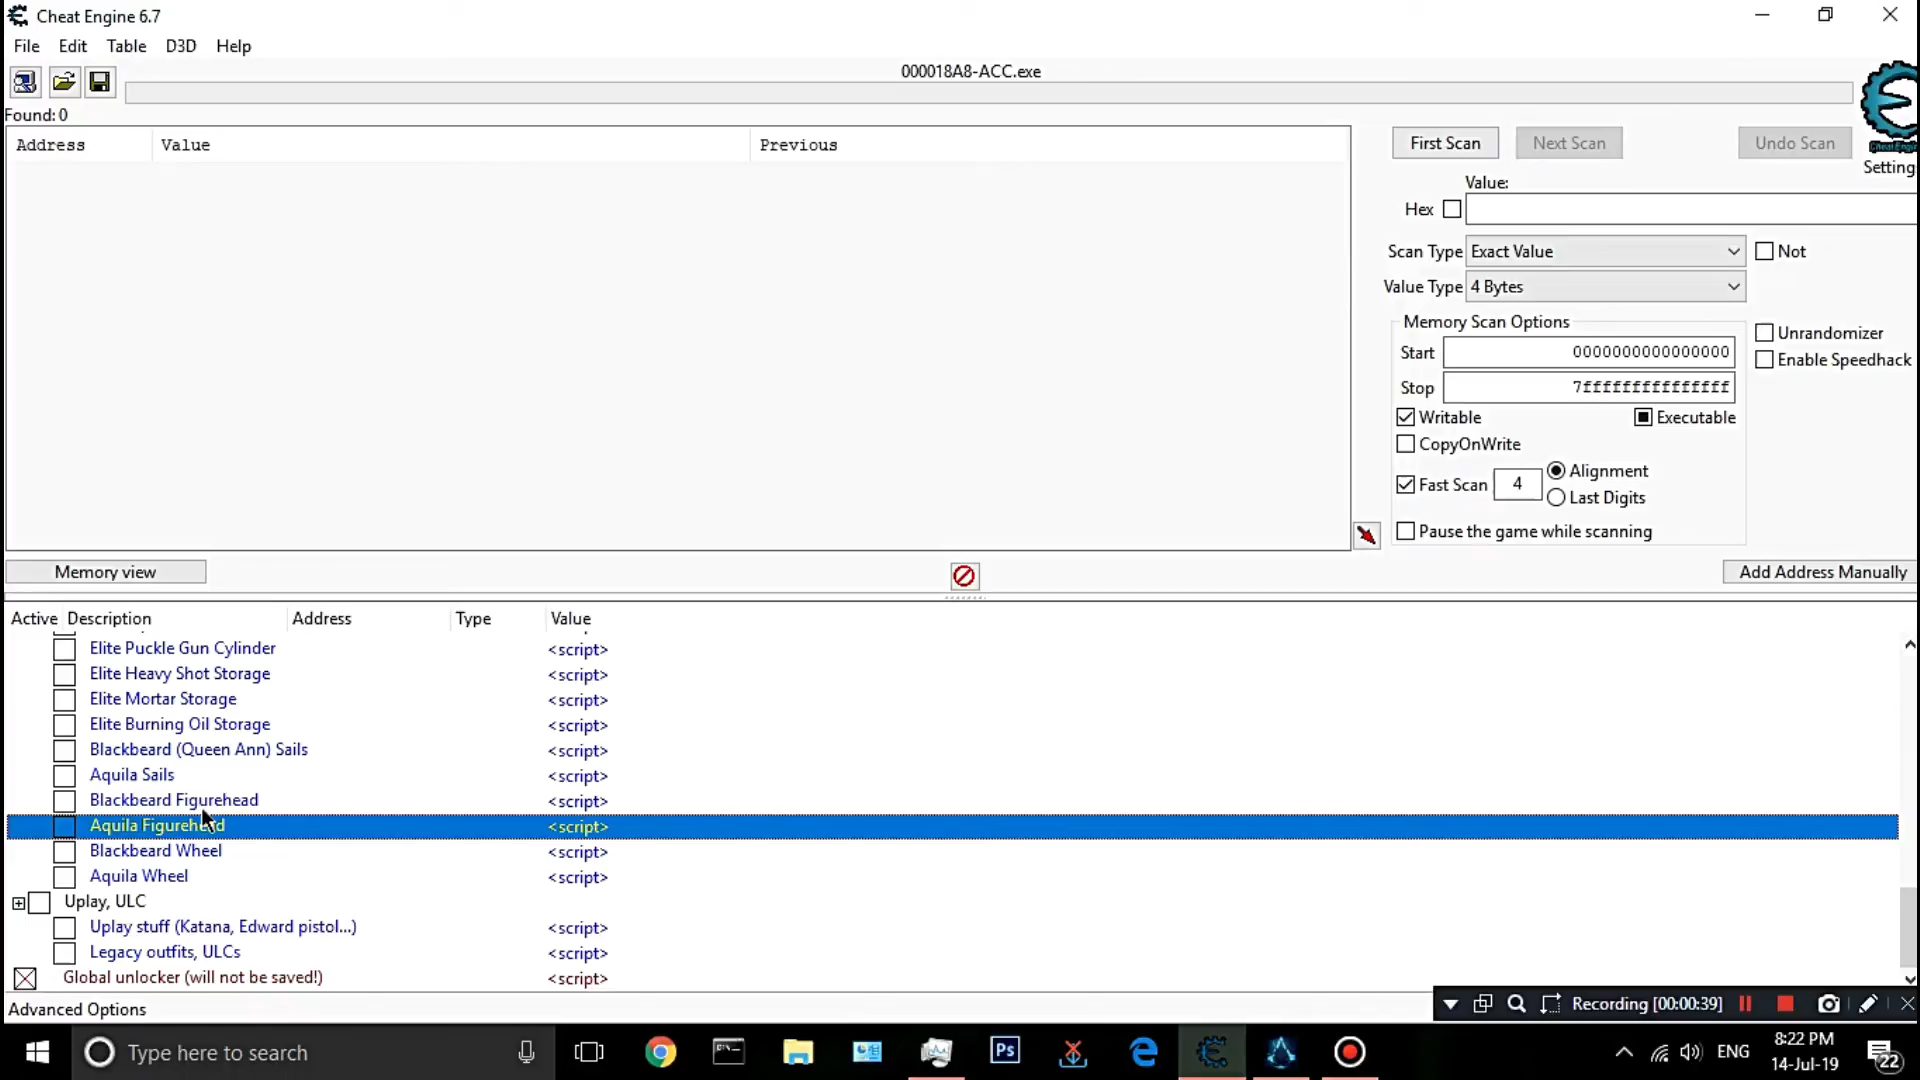 Cheat Engine 6.7
File Edit Table D3D Help
000018A8-ACC.exe
Found: 0
Address Value Previous
First Scan Next Scan Undo Scan
Cheat Engin
Setting
Value:
Hex
Scan Type Exact Value Not
Value Type 4 Bytes
Memory Scan Options
Unrandomizer
Start 0000000000000000
Enable Speedhack
Stop 7fffffffffffffff
Writable Executable
CopyOnWrite
Fast Scan 4 Alignment
Last Digits
Pause the game while scanning
Memory view Add Address Manually
Active Description Address Type Value
Elite Puckle Gun Cylinder <script>
Elite Heavy Shot Storage <script>
Elite Mortar Storage <script>
Elite Burning Oil Storage <script>
Blackbeard (Queen Ann) Sails <script>
Aquila Sails <script>
Blackbeard Figurehead <script>
Aquila Figurehead <script>
Blackbeard Wheel <script>
Aquila Wheel <script>
Uplay, ULC
Uplay stuff (Katana, Edward pistol...) <script>
Legacy outfits, ULCs <script>
Global unlocker (will not be saved!) <script>
Advanced Options
Recording [00:00:39]
Type here to search
Ps
ENG
8:22 PM
14-Jul-19
22